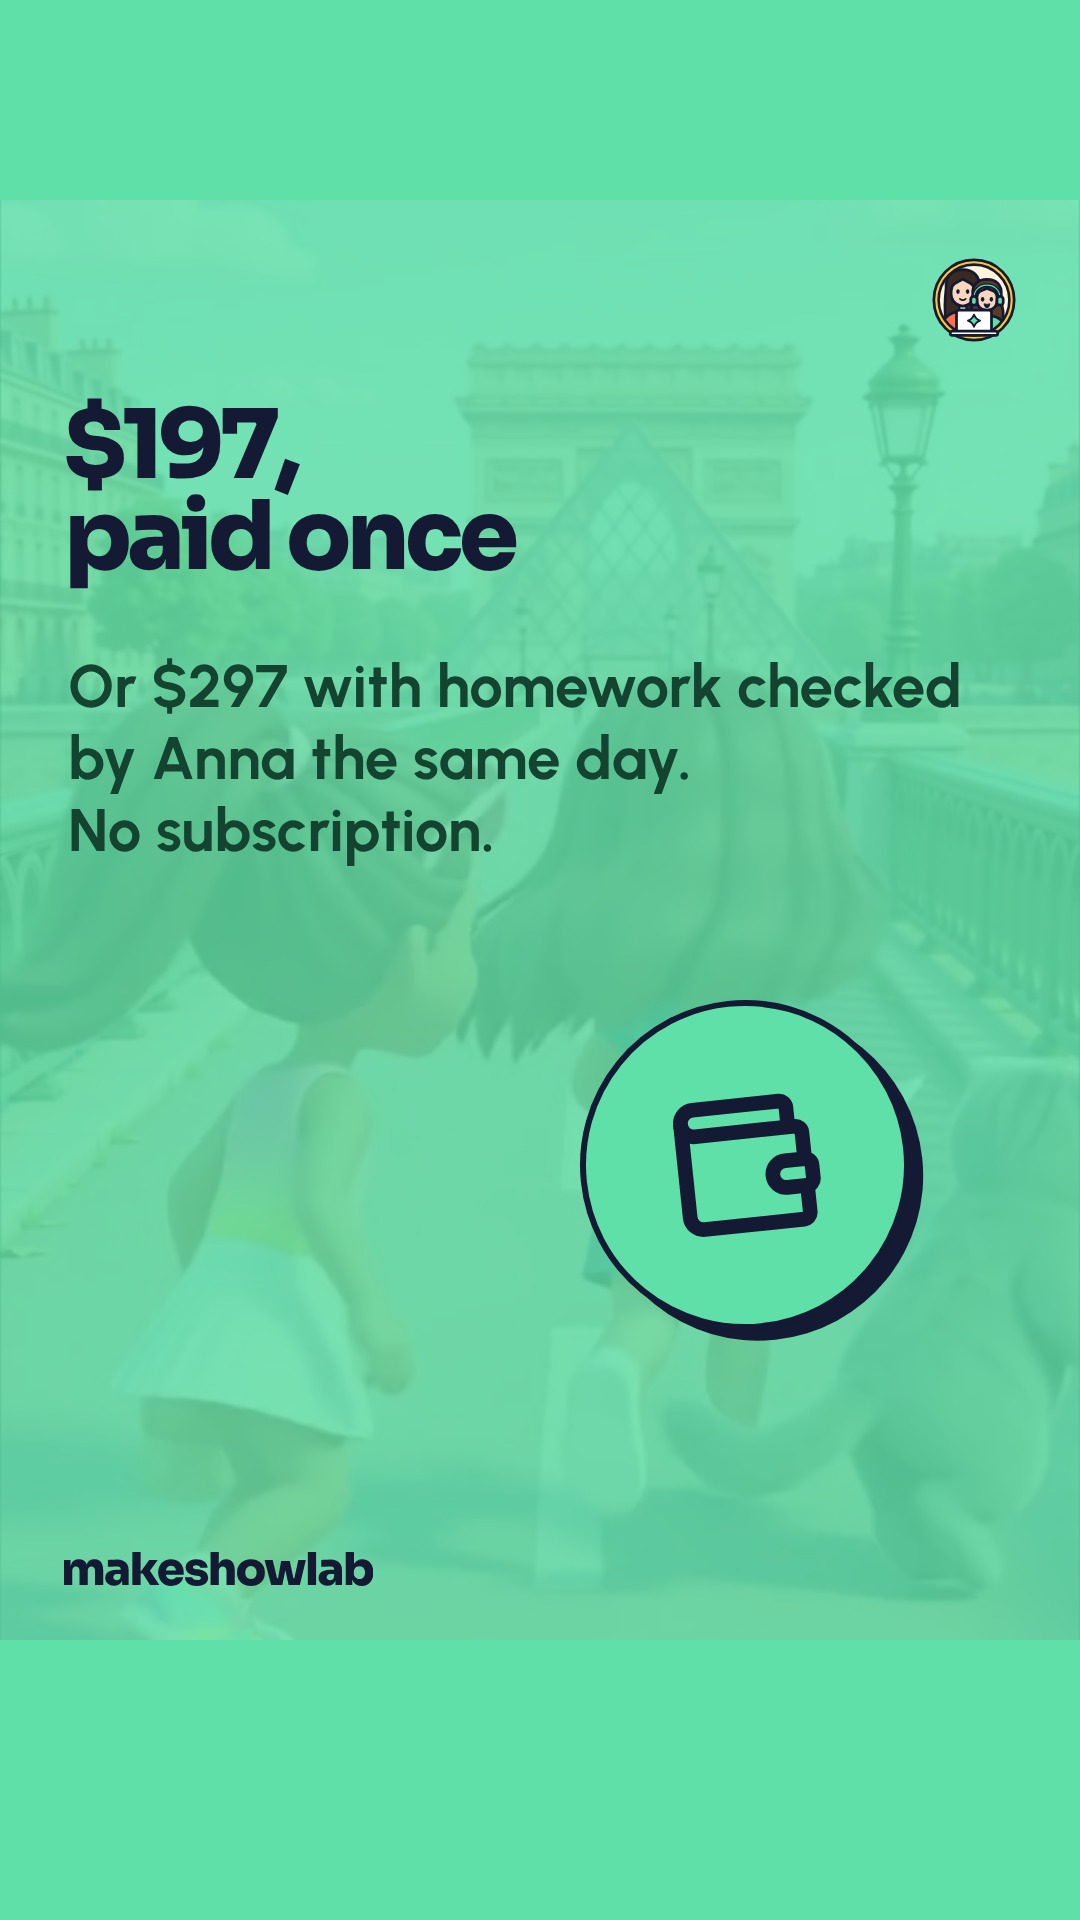 $197,
paid once
Or $297 with homework checked
by Anna the same day.
No subscription.
makeshowlab